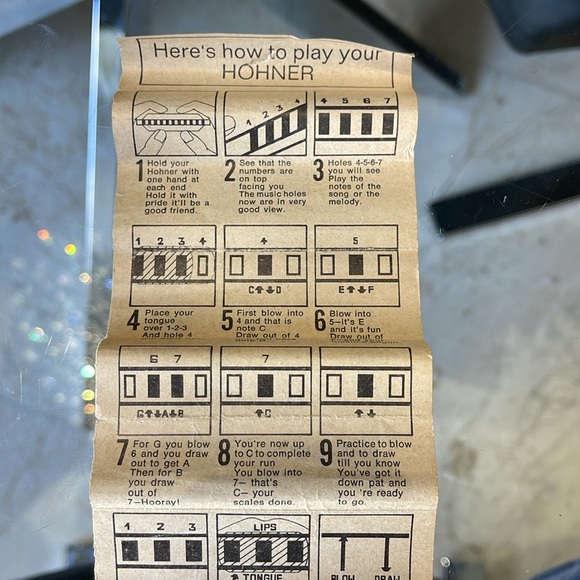 Here's how to play your
HOHNER
1 2 3 4
4 5 6 7
1 Hold your
Hohner with
one hand at
each end
Hold it with
pride it'll be a
good friend.
2 See that the
numbers are
on top
facing you
The music holes
now are in very
good view.
3 Holes 4-5-6-7
you will see
Play the
notes of the
song or the
melody.
1 2 3 4
4
C⬆⬇D
5
E⬆⬇F
4 Place your
tongue
over 1-2-3
And hole 4
5 First blow into
4 and that is
note C
Draw out of 4
6 Blow into
5–it's E
and it's fun
Draw out of
6 7
G⬆⬇A⬇B
7
⬆C
⬆⬇
7 For G you blow
6 and you draw
out to get A
Then for B
you draw
out of
7–Hooray!
8 You're now up
to C to complete
your run
You blow into
7– that's
C– your
scales done.
9 Practice to blow
and to draw
till you know
You've got it
down pat and
you 're ready
to go.
1 2 3
LIPS
⬆ TONGUE
BLOW DRAW